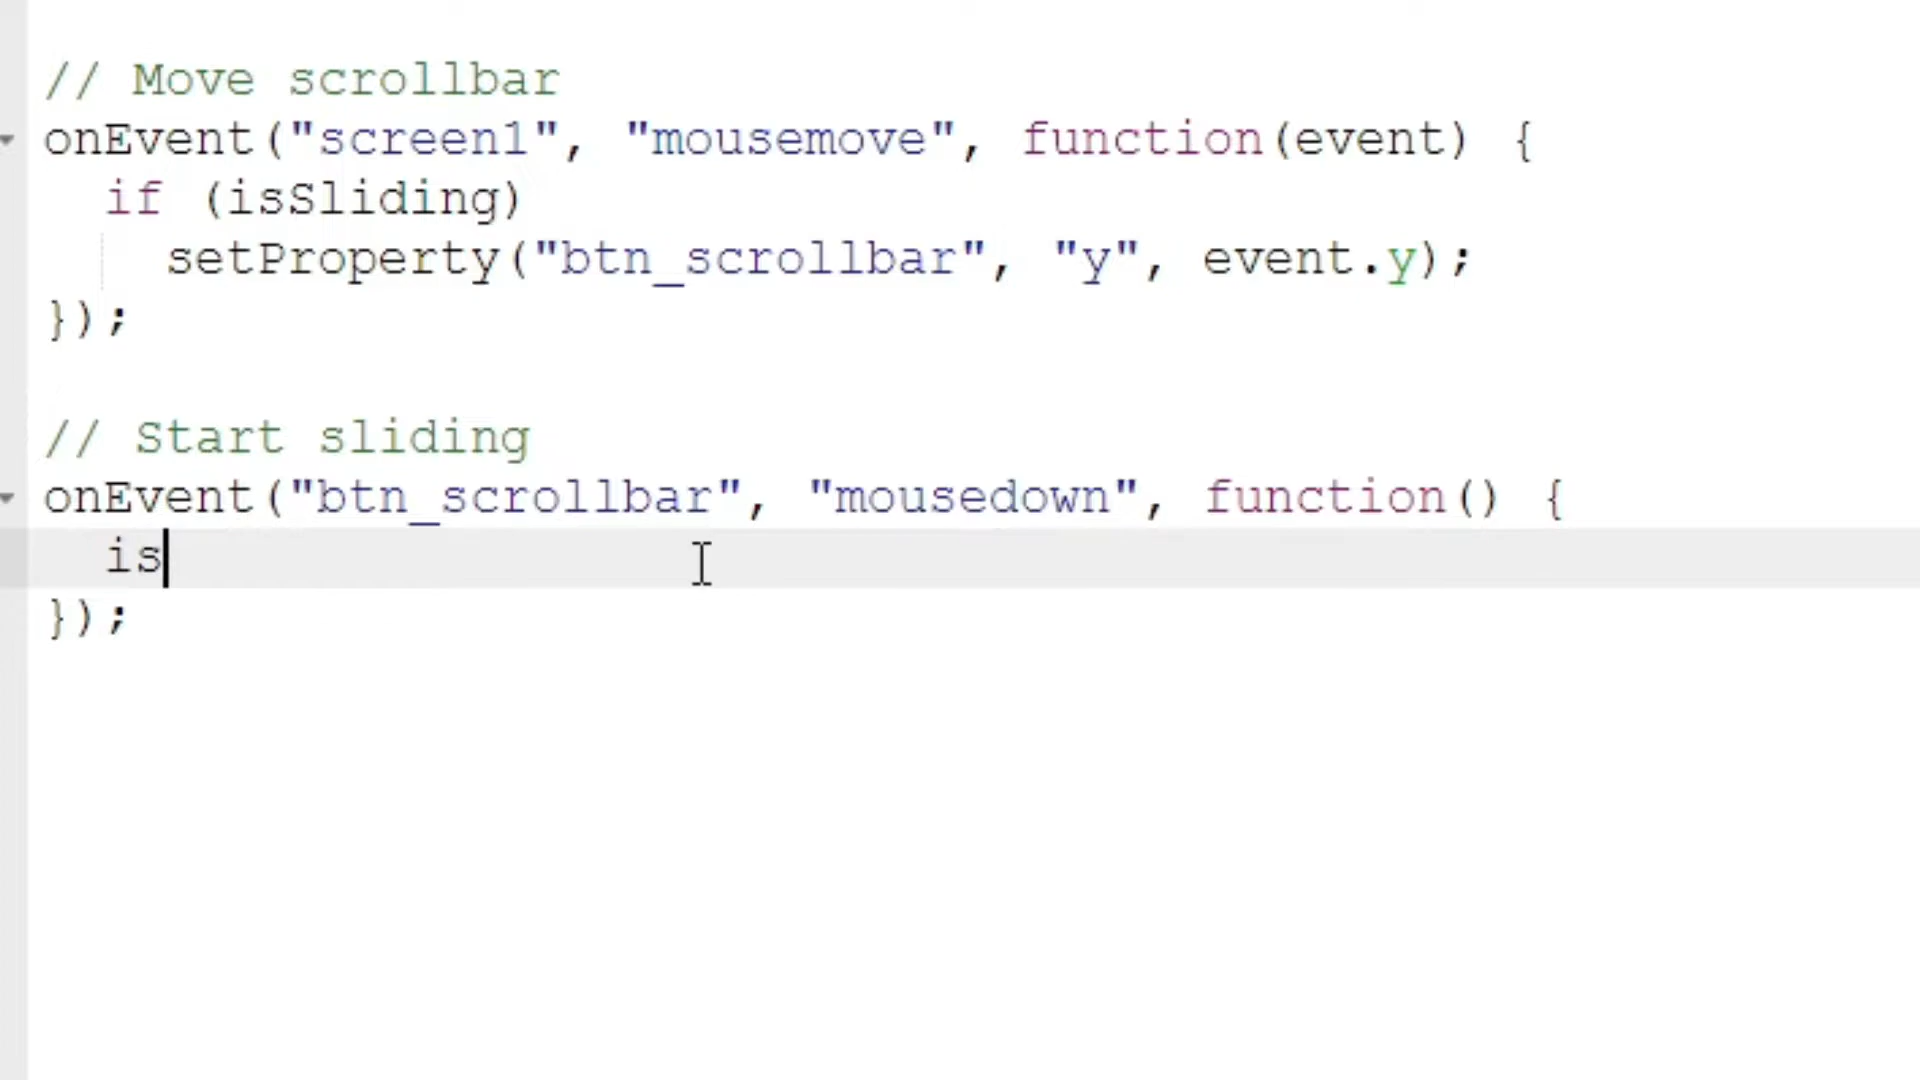 // Move scrollbar
onEvent("screen1", "mousemove", function(event) {
  if (isSliding)
    setProperty("btn_scrollbar", "y", event.y);
});
// Start sliding
onEvent("btn_scrollbar", "mousedown", function() {
  is
});